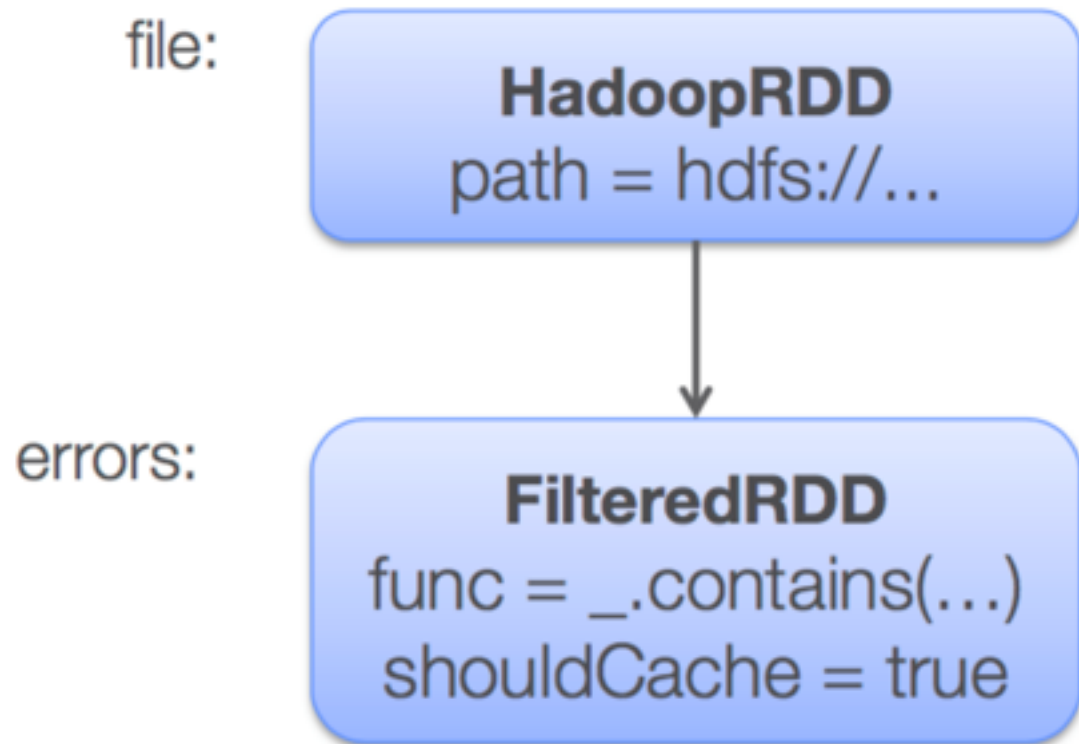 file:
HadoopRDD
path = hdfs://...
errors:
FilteredRDD
func = _.contains(...)
shouldCache = true